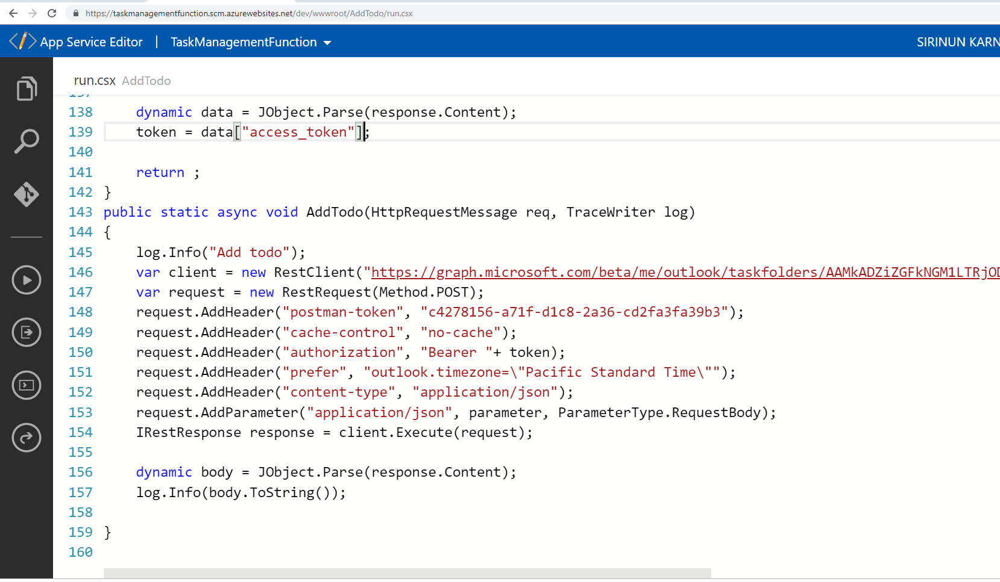 https://taskmanagementfunction.scm.azurewebsites.net/dev/wwwroot/AddTodo/run.csx
App Service Editor | TaskManagementFunction SIRINUN KARN
run.csx AddTodo
137
138 dynamic data = JObject.Parse(response.Content);
139 token = data["access_token"];
140
141 return ;
142 }
143 public static async void AddTodo(HttpRequestMessage req, TraceWriter log)
144 {
145 log.Info("Add todo");
146 var client = new RestClient("https://graph.microsoft.com/beta/me/outlook/taskfolders/AAMkADZiZGFkNGM1LTRjOD
147 var request = new RestRequest(Method.POST);
148 request.AddHeader("postman-token", "c4278156-a71f-d1c8-2a36-cd2fa3fa39b3");
149 request.AddHeader("cache-control", "no-cache");
150 request.AddHeader("authorization", "Bearer "+ token);
151 request.AddHeader("prefer", "outlook.timezone=\"Pacific Standard Time\"");
152 request.AddHeader("content-type", "application/json");
153 request.AddParameter("application/json", parameter, ParameterType.RequestBody);
154 IRestResponse response = client.Execute(request);
155
156 dynamic body = JObject.Parse(response.Content);
157 log.Info(body.ToString());
158
159 }
160